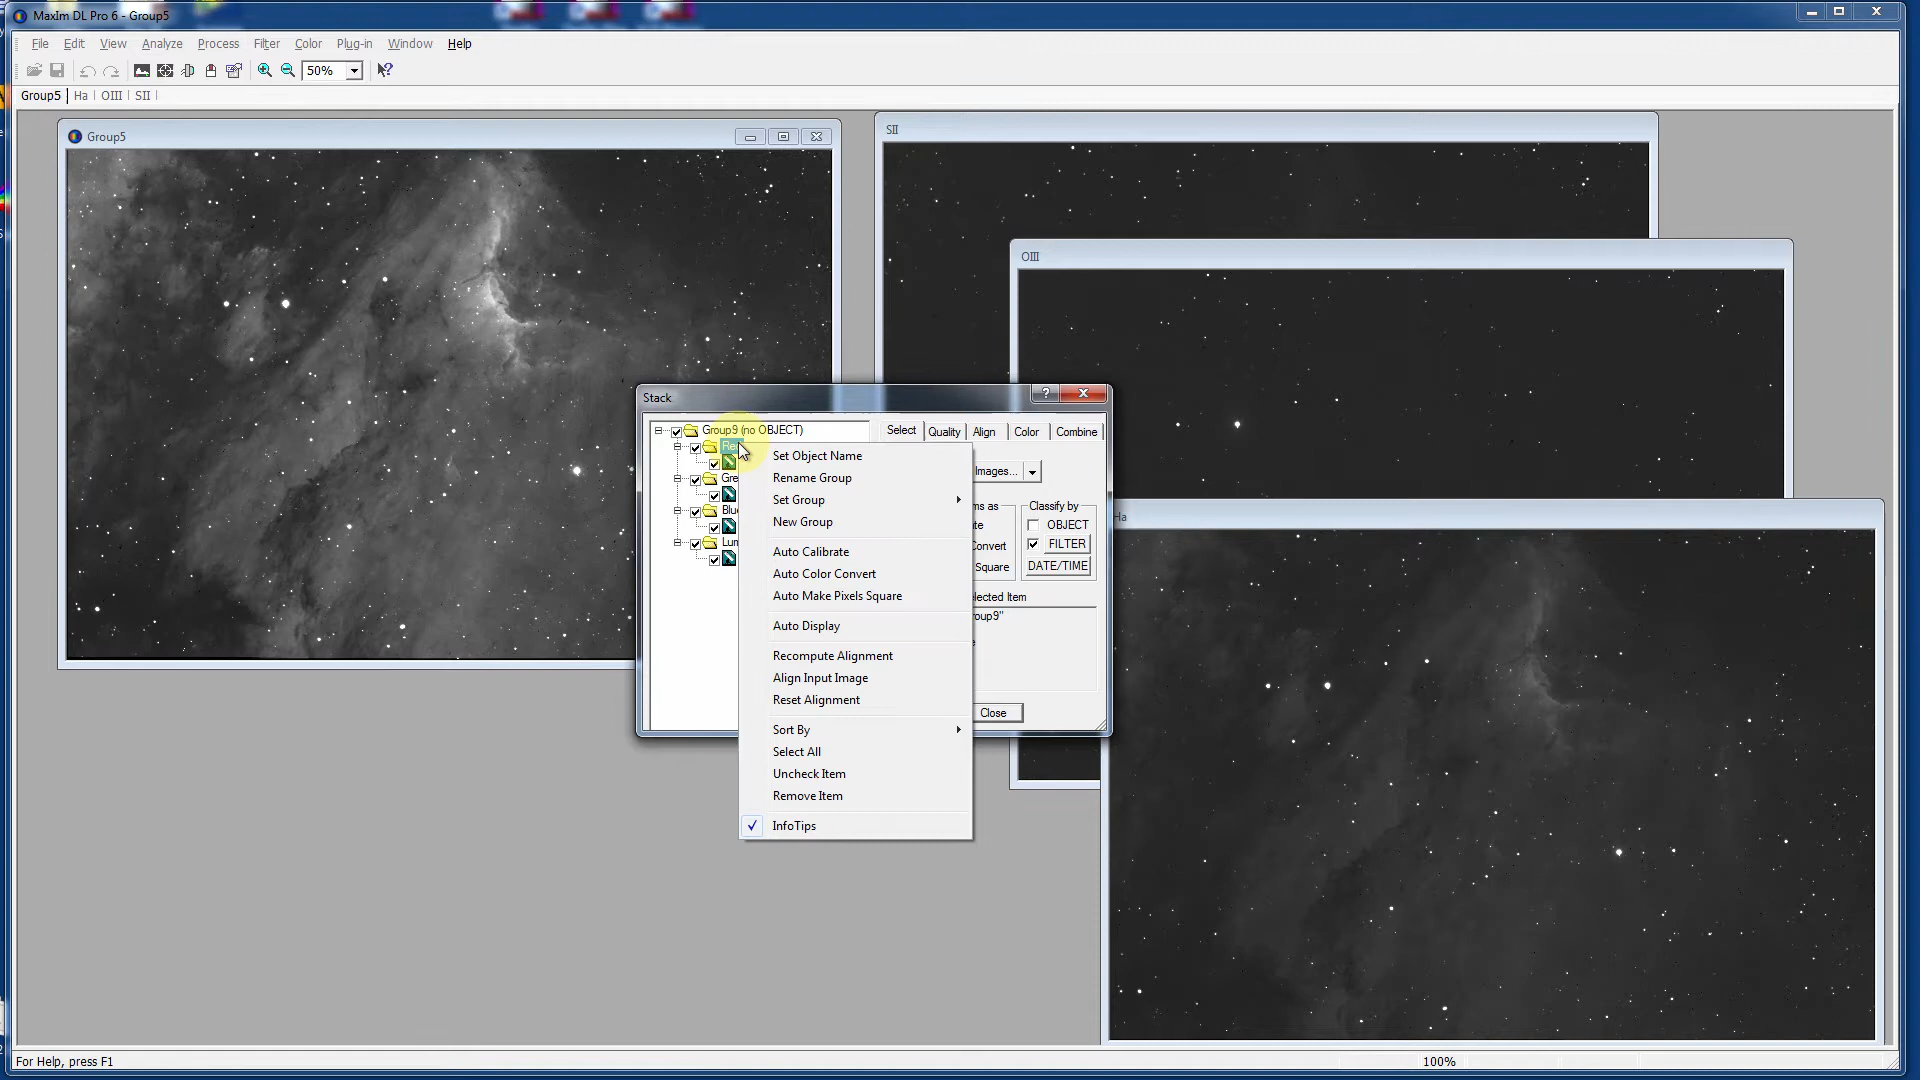 MaxIm DL Pro 6 - Group5
File Edit View Analyze Process Filter Color Plug-in Window Help
50%
Group5 Ha OIII SII
Group5
SII
OIII
Ha
Stack
Group9 (no OBJECT)
Select Quality Align Color Combine
Images...
Classify by
OBJECT
FILTER
DATE/TIME
Convert
Square
Set Object Name
Rename Group
Set Group
New Group
Auto Calibrate
Auto Color Convert
Auto Make Pixels Square
Auto Display
Recompute Alignment
Align Input Image
Reset Alignment
Sort By
Select All
Uncheck Item
Remove Item
InfoTips
Close
For Help, press F1
100%